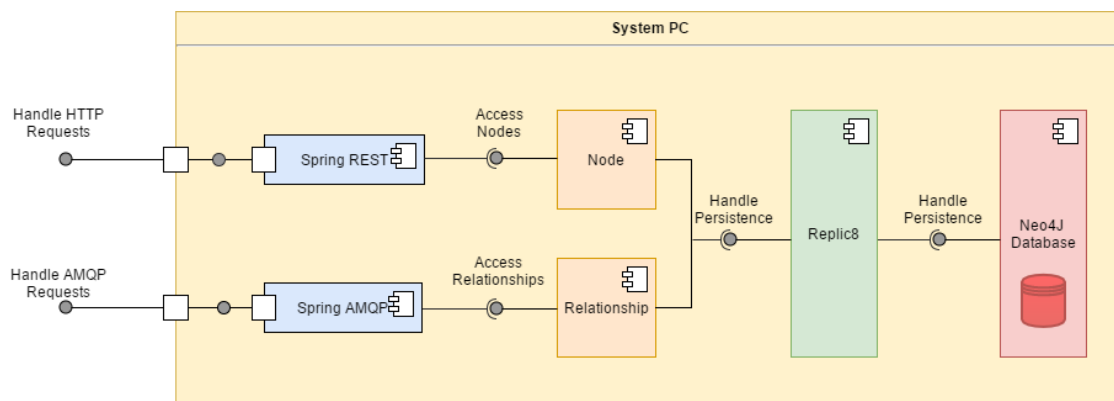 System PC
Handle HTTP
Requests
Spring REST
Access
Nodes
Node
Handle
Persistence
Replic8
Handle
Persistence
Neo4J
Database
Handle AMQP
Requests
Spring AMQP
Access
Relationships
Relationship